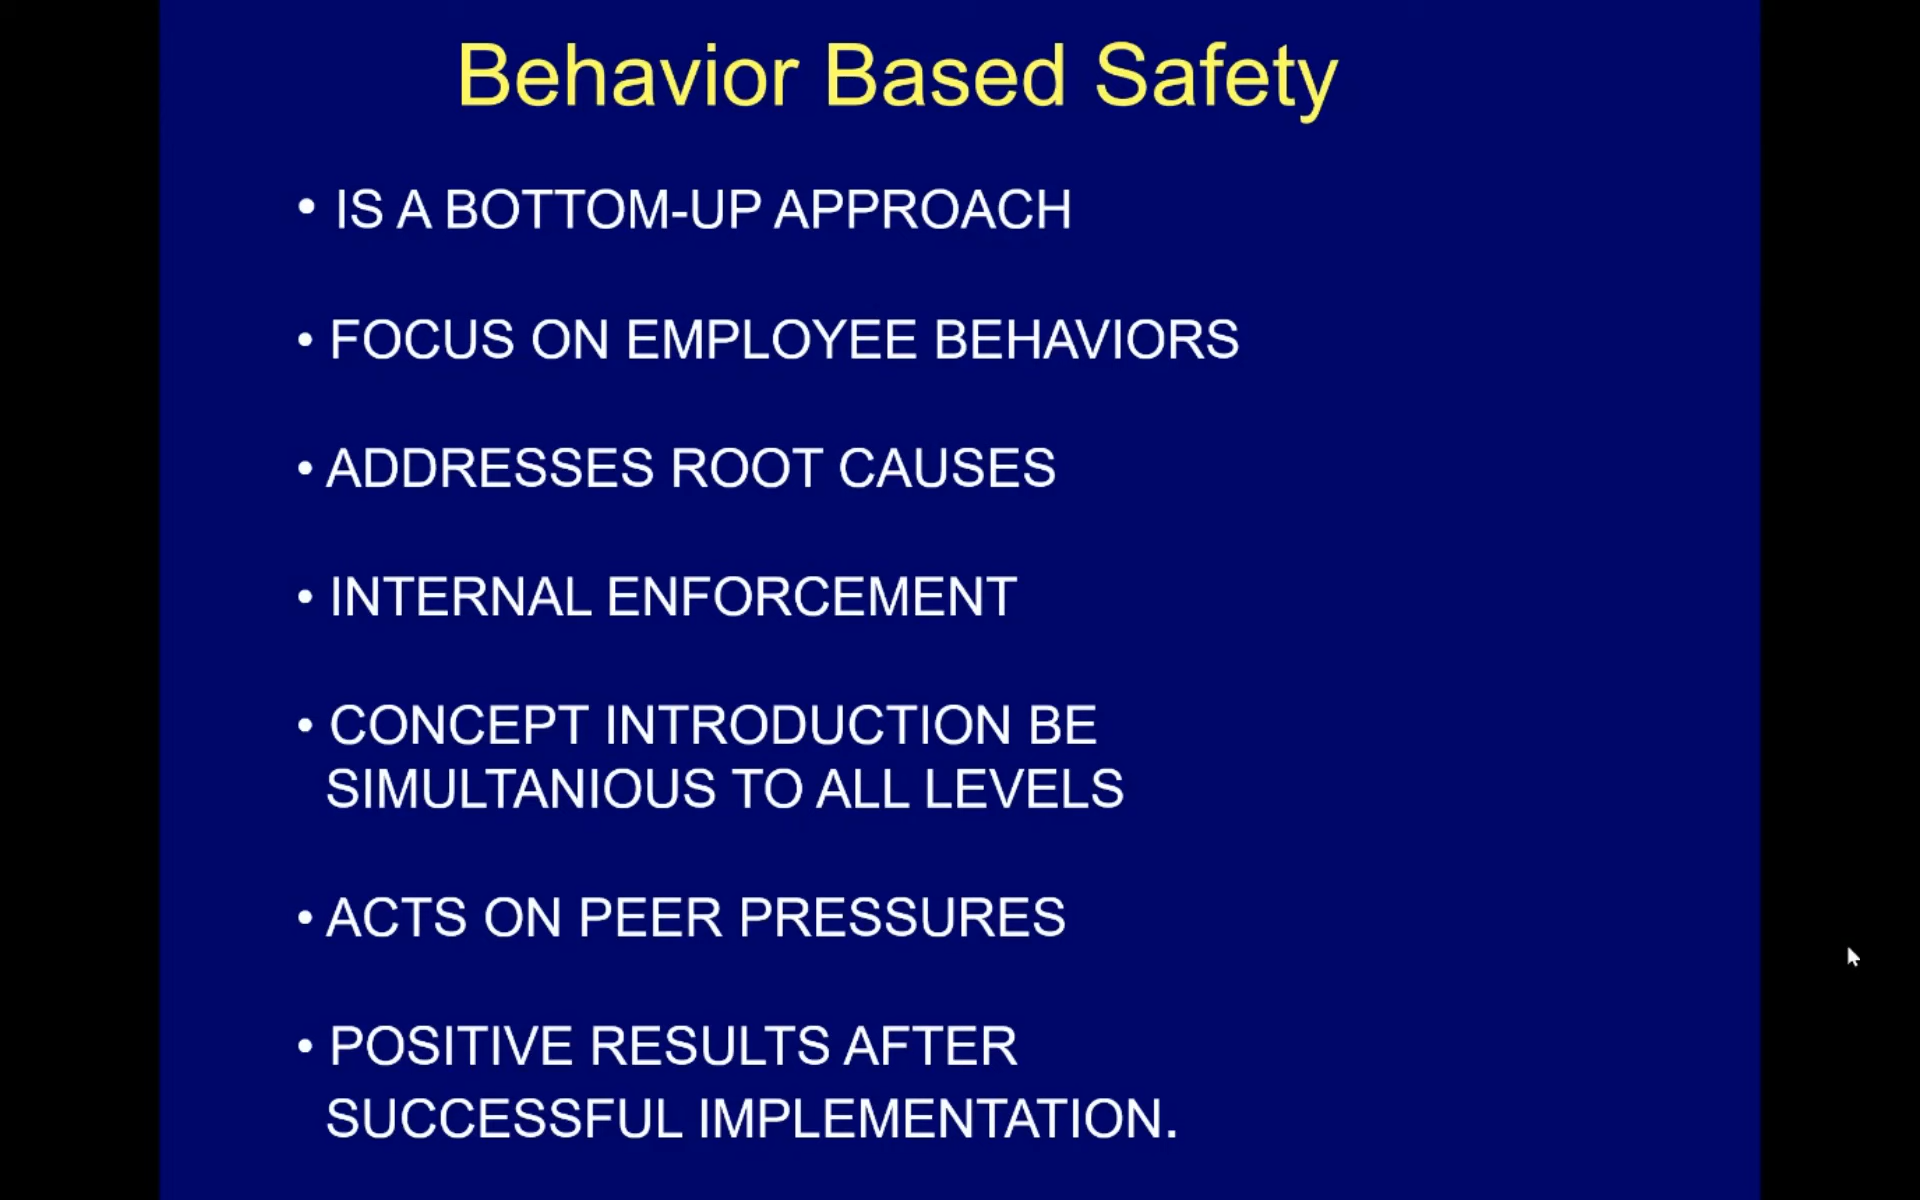 Behavior Based Safety
• IS A BOTTOM-UP APPROACH
• FOCUS ON EMPLOYEE BEHAVIORS
• ADDRESSES ROOT CAUSES
• INTERNAL ENFORCEMENT
• CONCEPT INTRODUCTION BE
SIMULTANIOUS TO ALL LEVELS
• ACTS ON PEER PRESSURES
• POSITIVE RESULTS AFTER
SUCCESSFUL IMPLEMENTATION.